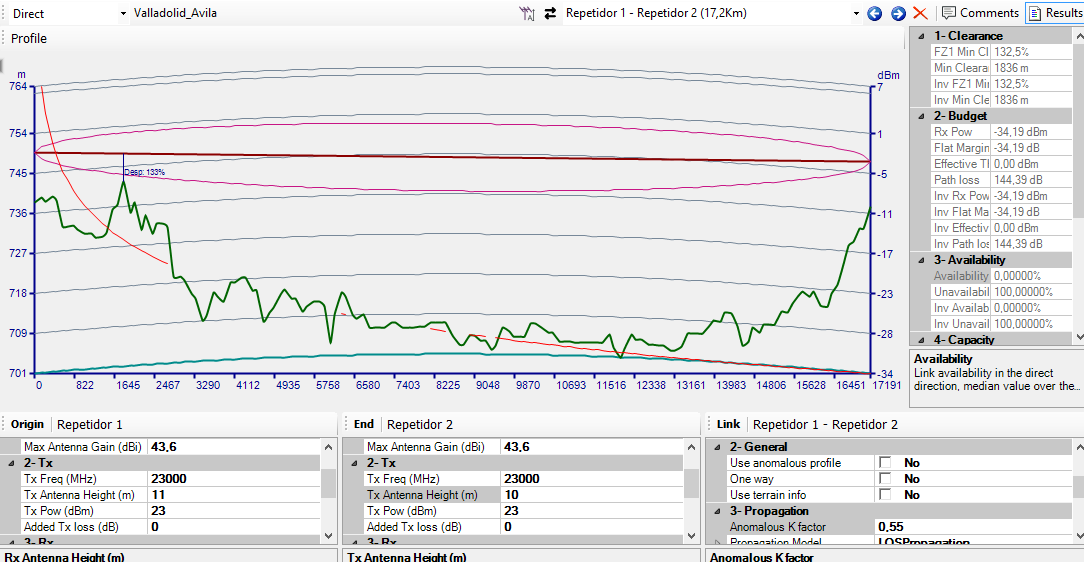 Direct Valladolid_Avila Repetidor 1 - Repetidor 2 (17,2Km) Comments Results
Profile
m
dBm
764
754
745
736
727
718
709
701
7
1
-5
-11
-17
-23
-28
-34
Desp: 133%
0 822 1645 2467 3290 4112 4935 5758 6580 7403 8225 9048 9870 10693 11516 12338 13161 13983 14806 15628 16451 17191
1- Clearance
FZ1 Min Cl 132,5%
Min Cleara 1836 m
Inv FZ1 Mi 132,5%
Inv Min Cle 1836 m
2- Budget
Rx Pow -34,19 dBm
Flat Margin -34,19 dB
Effective TI 0,00 dBm
Path loss 144,39 dB
Inv Rx Pow -34,19 dBm
Inv Flat Ma -34,19 dB
Inv Effectiv 0,00 dBm
Inv Path los 144,39 dB
3- Availability
Availability 0,00000%
Unavailabil 100,00000%
Inv Availab 0,00000%
Inv Unavail 100,00000%
4- Capacity
Availability
Link availability in the direct
direction, median value over the...
Origin Repetidor 1
Max Antenna Gain (dBi) 43,6
2- Tx
Tx Freq (MHz) 23000
Tx Antenna Height (m) 11
Tx Pow (dBm) 23
Added Tx loss (dB) 0
3- Rx
Rx Antenna Height (m)
End Repetidor 2
Max Antenna Gain (dBi) 43,6
2- Tx
Tx Freq (MHz) 23000
Tx Antenna Height (m) 10
Tx Pow (dBm) 23
Added Tx loss (dB) 0
3- Rx
Tx Antenna Height (m)
Link Repetidor 1 - Repetidor 2
2- General
Use anomalous profile No
One way No
Use terrain info No
3- Propagation
Anomalous K factor 0,55
Propagation Model LOSPropagation
Anomalous K factor